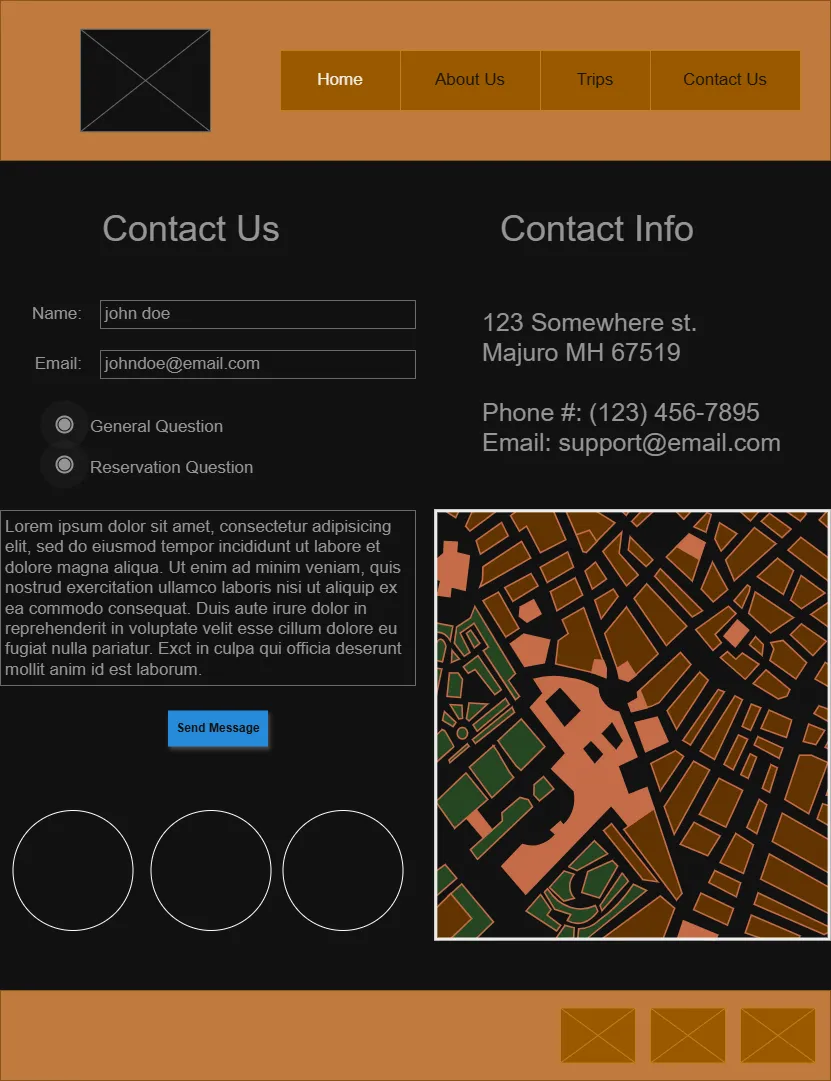 Home
About Us
Trips
Contact Us
Contact Us
Contact Info
Name:
john doe
Email:
johndoe@email.com
General Question
Reservation Question
123 Somewhere st.
Majuro MH 67519
Phone #: (123) 456-7895
Email: support@email.com
Lorem ipsum dolor sit amet, consectetur adipisicing
elit, sed do eiusmod tempor incididunt ut labore et
dolore magna aliqua. Ut enim ad minim veniam, quis
nostrud exercitation ullamco laboris nisi ut aliquip ex
ea commodo consequat. Duis aute irure dolor in
reprehenderit in voluptate velit esse cillum dolore eu
fugiat nulla pariatur. Exct in culpa qui officia deserunt
mollit anim id est laborum.
Send Message